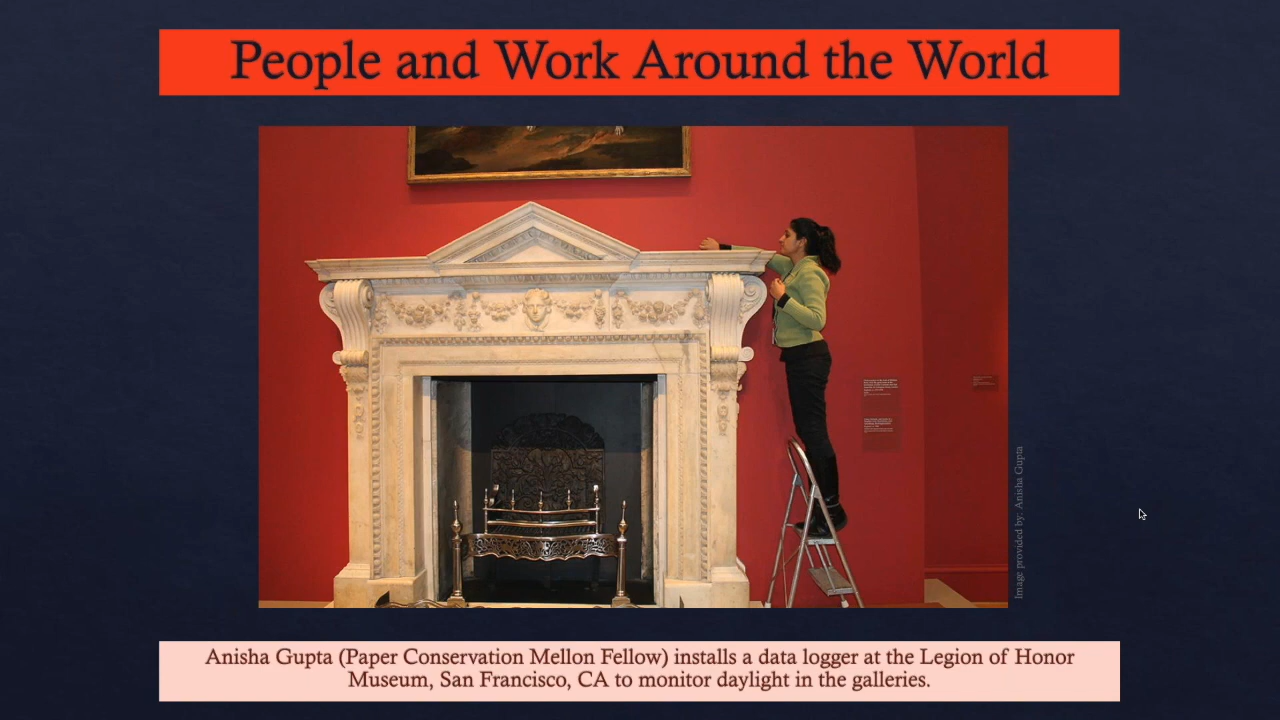 People and Work Around the World
Image provided by: Anisha Gupta
Anisha Gupta (Paper Conservation Mellon Fellow) installs a data logger at the Legion of Honor
Museum, San Francisco, CA to monitor daylight in the galleries.